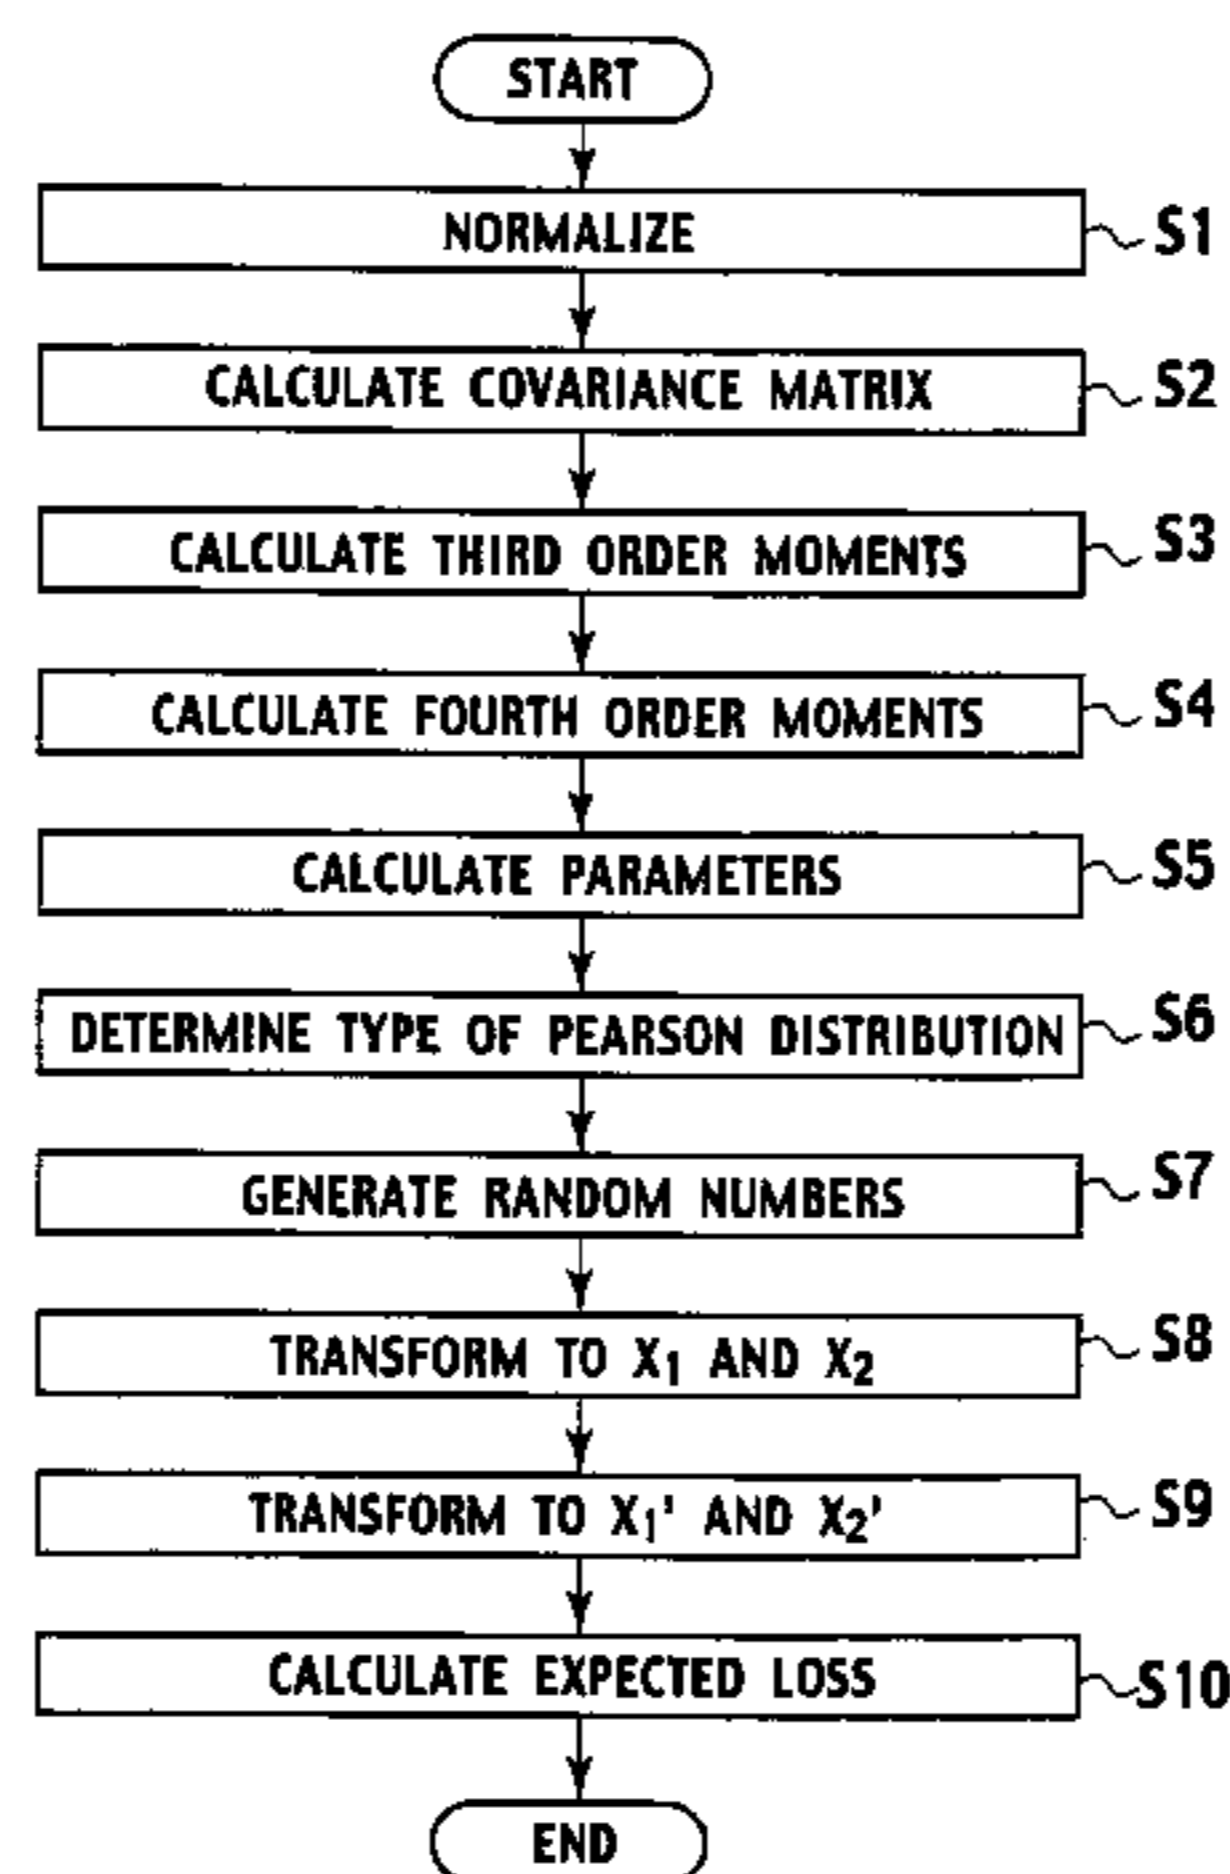 START
NORMALIZE S1
CALCULATE COVARIANCE MATRIX S2
CALCULATE THIRD ORDER MOMENTS S3
CALCULATE FOURTH ORDER MOMENTS S4
CALCULATE PARAMETERS S5
DETERMINE TYPE OF PEARSON DISTRIBUTION S6
GENERATE RANDOM NUMBERS S7
TRANSFORM TO X₁ AND X₂ S8
TRANSFORM TO X₁' AND X₂' S9
CALCULATE EXPECTED LOSS S10
END